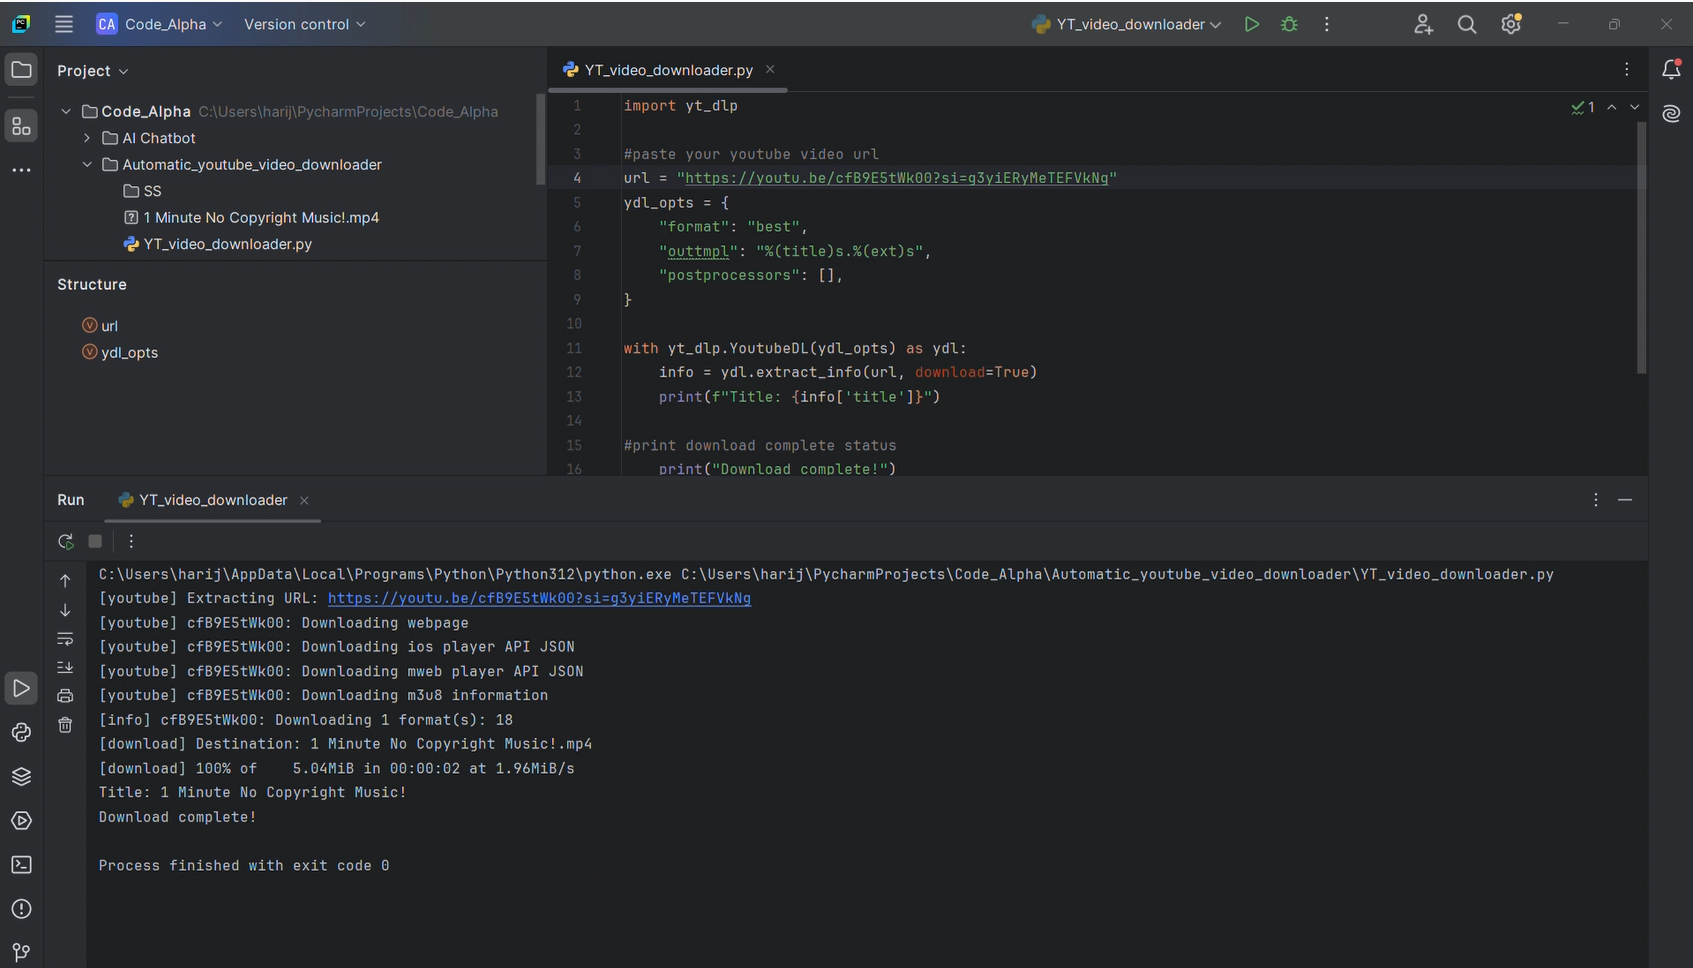 CA Code_Alpha Version control YT_video_downloader
Project
Code_Alpha C:\Users\harij\PycharmProjects\Code_Alpha
AI Chatbot
Automatic_youtube_video_downloader
SS
1 Minute No Copyright Music!.mp4
YT_video_downloader.py
Structure
url
ydl_opts
YT_video_downloader.py
1 import yt_dlp
2
3 #paste your youtube video url
4 url = "https://youtu.be/cfB9E5tWk00?si=g3yiERyMeTEFVkNg"
5 ydl_opts = {
6 "format": "best",
7 "outtmpl": "%(title)s.%(ext)s",
8 "postprocessors": [],
9 }
10
11 with yt_dlp.YoutubeDL(ydl_opts) as ydl:
12 info = ydl.extract_info(url, download=True)
13 print(f"Title: {info['title']}")
14
15 #print download complete status
16 print("Download complete!")
1
Run YT_video_downloader
C:\Users\harij\AppData\Local\Programs\Python\Python312\python.exe C:\Users\harij\PycharmProjects\Code_Alpha\Automatic_youtube_video_downloader\YT_video_downloader.py
[youtube] Extracting URL: https://youtu.be/cfB9E5tWk00?si=g3yiERyMeTEFVkNg
[youtube] cfB9E5tWk00: Downloading webpage
[youtube] cfB9E5tWk00: Downloading ios player API JSON
[youtube] cfB9E5tWk00: Downloading mweb player API JSON
[youtube] cfB9E5tWk00: Downloading m3u8 information
[info] cfB9E5tWk00: Downloading 1 format(s): 18
[download] Destination: 1 Minute No Copyright Music!.mp4
[download] 100% of    5.04MiB in 00:00:02 at 1.96MiB/s
Title: 1 Minute No Copyright Music!
Download complete!
Process finished with exit code 0